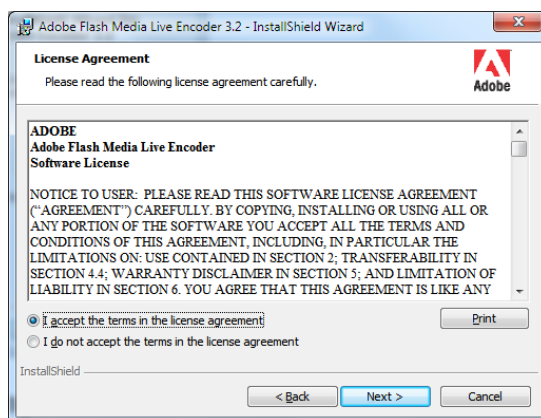 Adobe Flash Media Live Encoder 3.2 - InstallShield Wizard
License Agreement
Please read the following license agreement carefully.
Adobe
ADOBE
Adobe Flash Media Live Encoder
Software License
NOTICE TO USER: PLEASE READ THIS SOFTWARE LICENSE AGREEMENT
(“AGREEMENT”) CAREFULLY. BY COPYING, INSTALLING OR USING ALL OR
ANY PORTION OF THE SOFTWARE YOU ACCEPT ALL THE TERMS AND
CONDITIONS OF THIS AGREEMENT, INCLUDING, IN PARTICULAR THE
LIMITATIONS ON: USE CONTAINED IN SECTION 2; TRANSFERABILITY IN
SECTION 4.4; WARRANTY DISCLAIMER IN SECTION 5; AND LIMITATION OF
LIABILITY IN SECTION 6. YOU AGREE THAT THIS AGREEMENT IS LIKE ANY
I accept the terms in the license agreement
Print
I do not accept the terms in the license agreement
InstallShield
< Back
Next >
Cancel